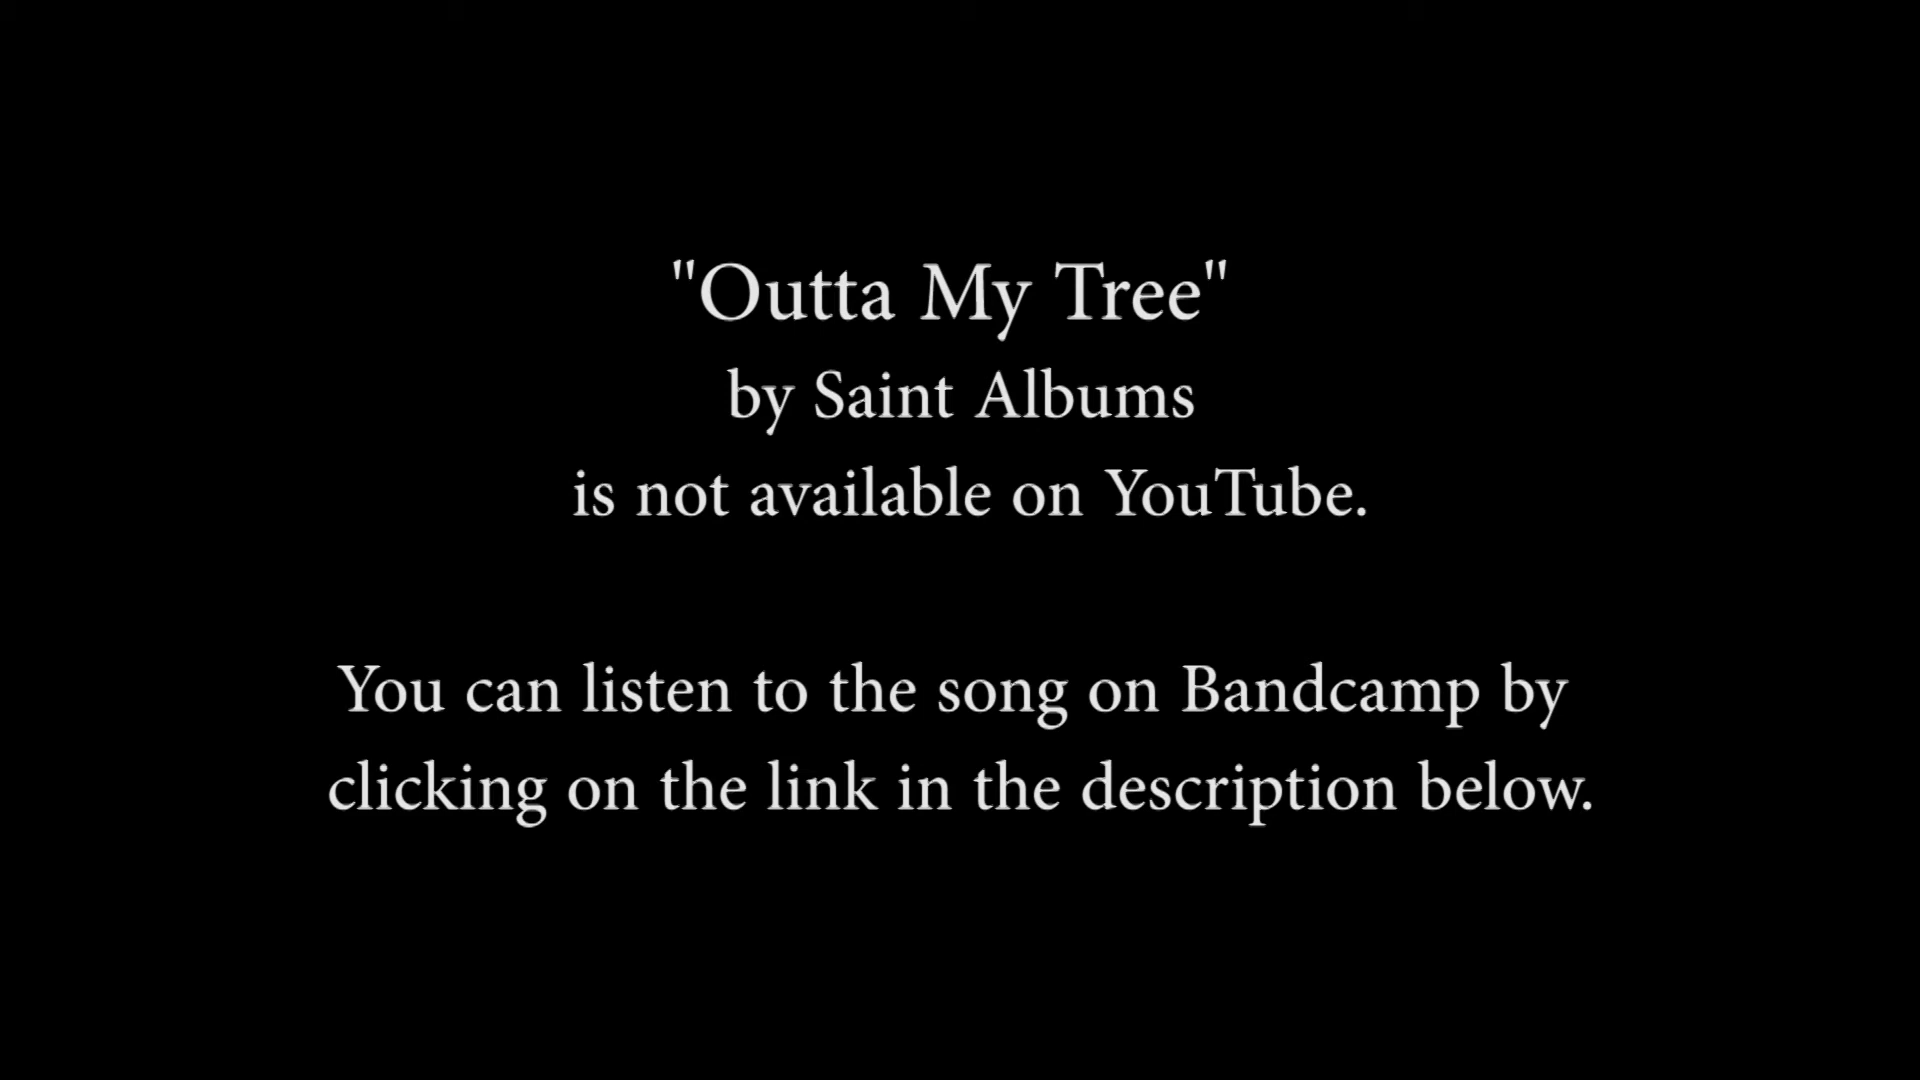 "Outta My Tree"
by Saint Albums
is not available on YouTube.
You can listen to the song on Bandcamp by
clicking on the link in the description below.